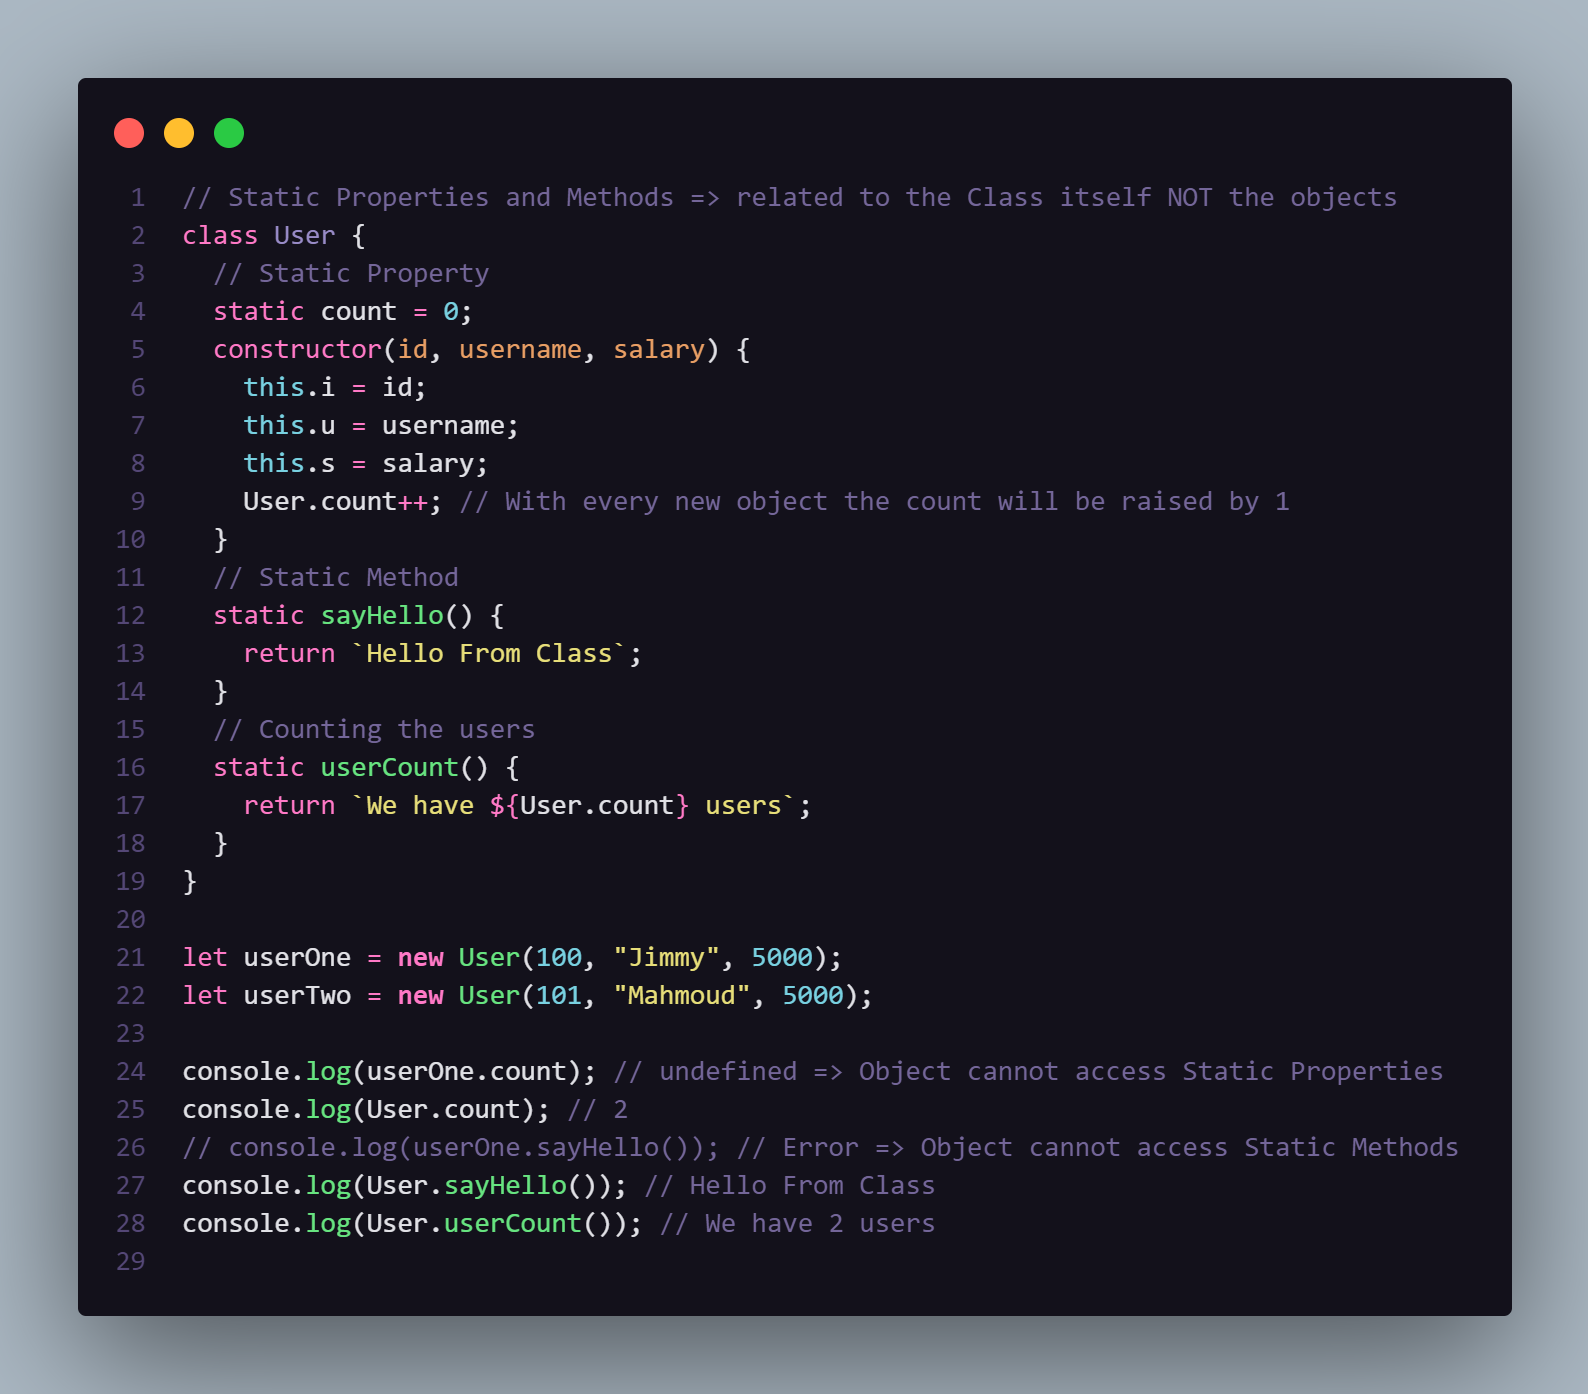 1 // Static Properties and Methods => related to the Class itself NOT the objects
2 class User {
3   // Static Property
4   static count = 0;
5   constructor(id, username, salary) {
6     this.i = id;
7     this.u = username;
8     this.s = salary;
9     User.count++; // With every new object the count will be raised by 1
10   }
11   // Static Method
12   static sayHello() {
13     return `Hello From Class`;
14   }
15   // Counting the users
16   static userCount() {
17     return `We have ${User.count} users`;
18   }
19 }
20
21 let userOne = new User(100, "Jimmy", 5000);
22 let userTwo = new User(101, "Mahmoud", 5000);
23
24 console.log(userOne.count); // undefined => Object cannot access Static Properties
25 console.log(User.count); // 2
26 // console.log(userOne.sayHello()); // Error => Object cannot access Static Methods
27 console.log(User.sayHello()); // Hello From Class
28 console.log(User.userCount()); // We have 2 users
29